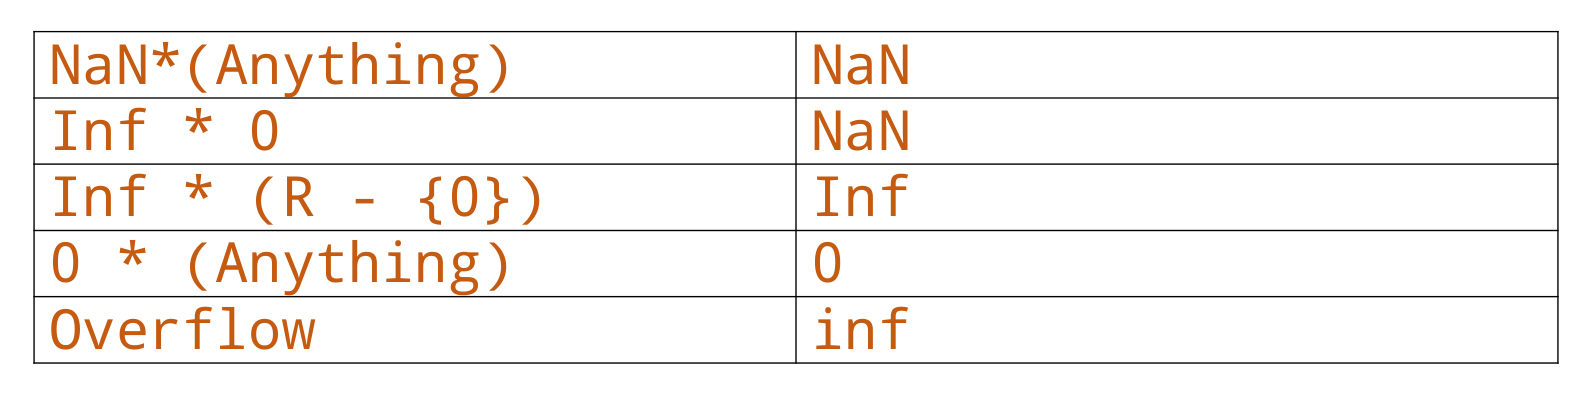 NaN*(Anything) NaN
Inf * 0 NaN
Inf * (R - {0}) Inf
0 * (Anything) 0
Overflow inf